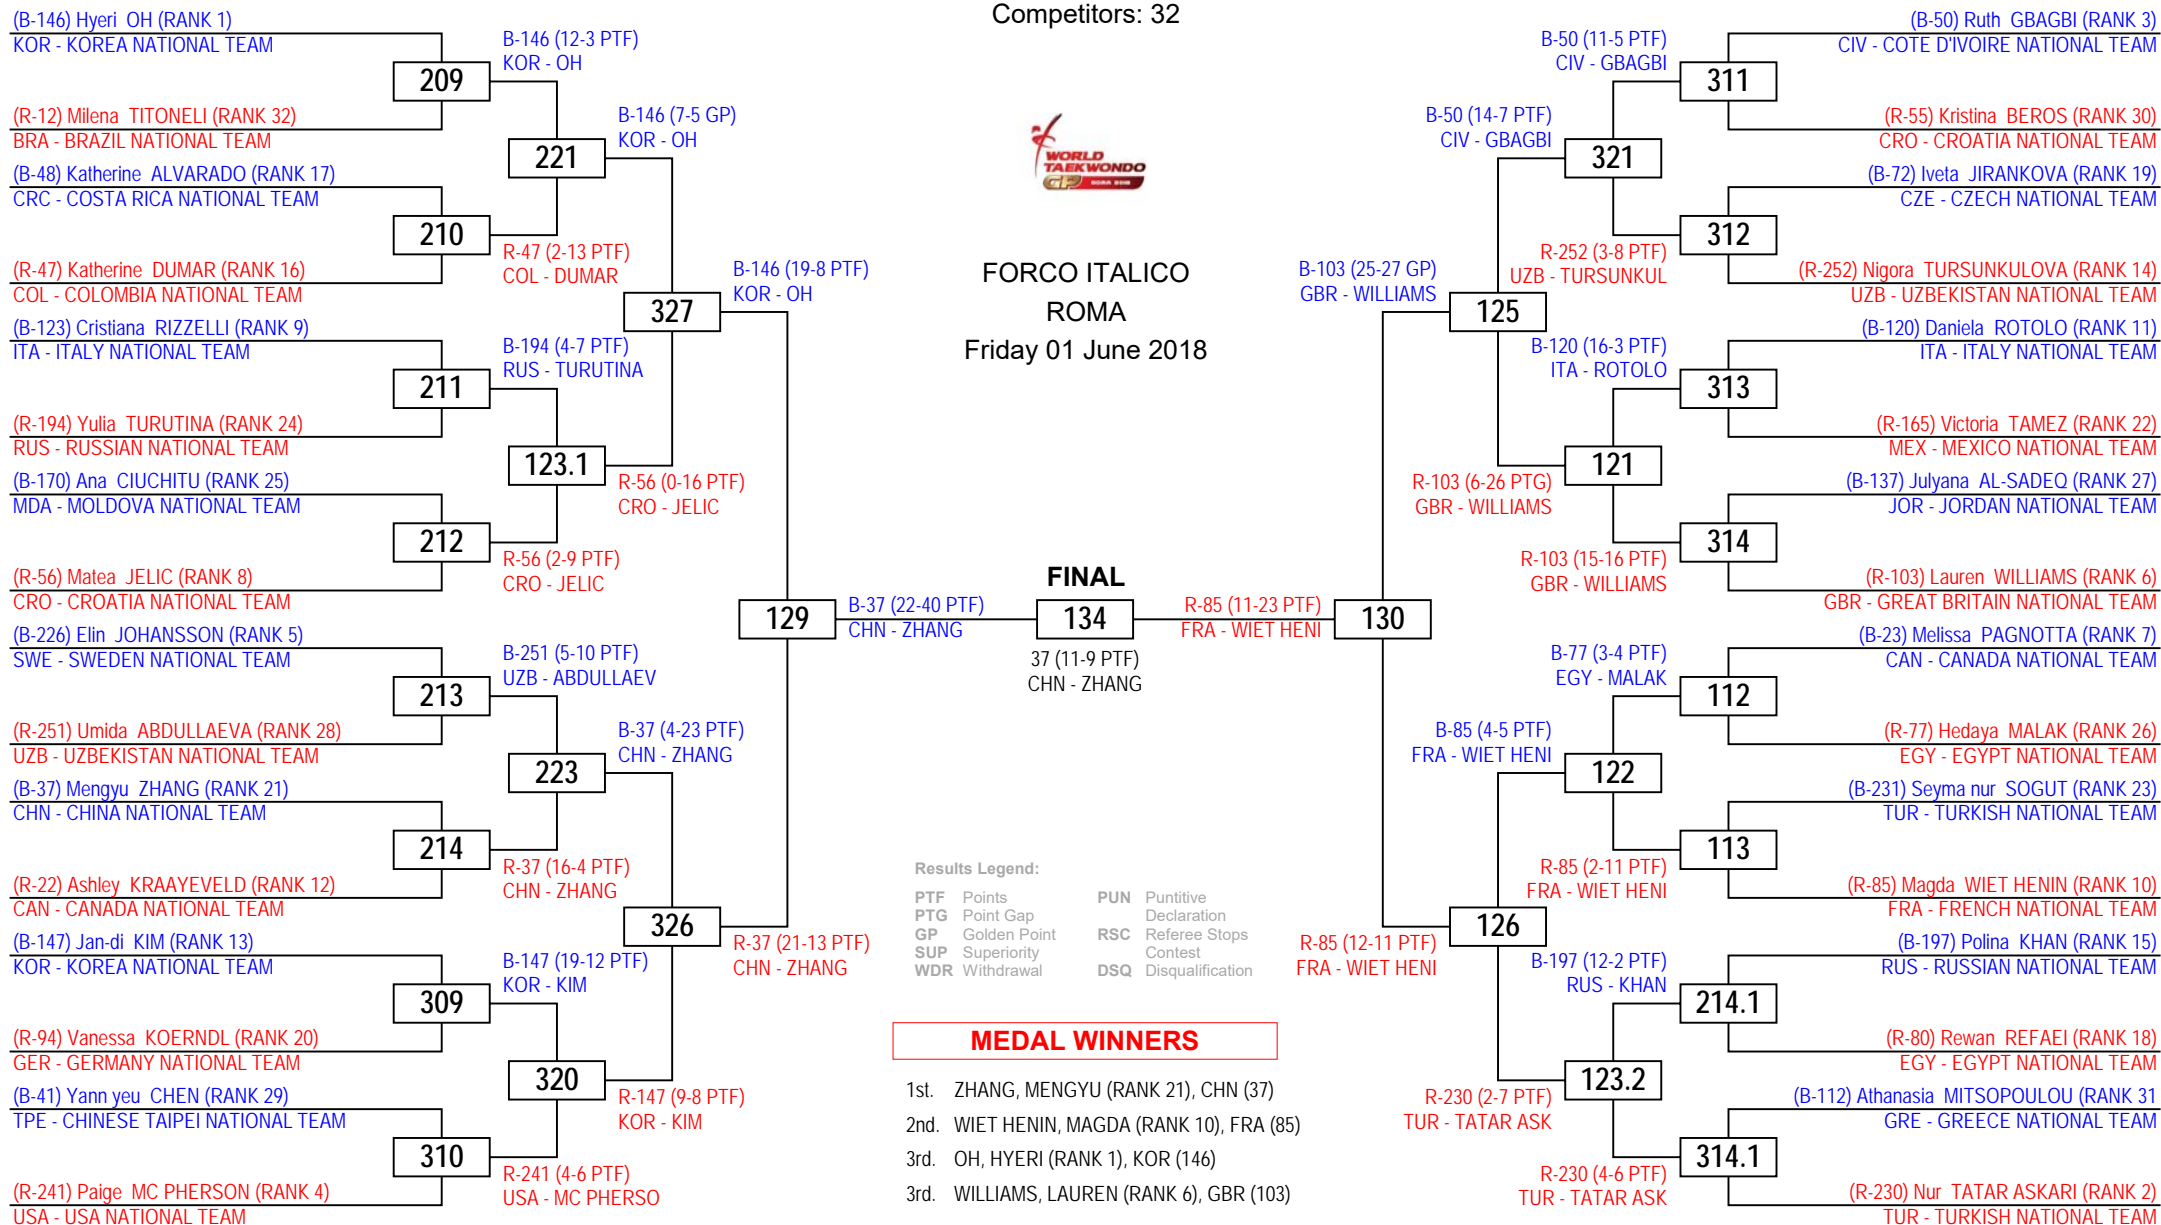 Competitors: 32
WORLD
TAEKWONDO
GP
FORCO ITALICO
ROMA
Friday 01 June 2018
(B-146) Hyeri OH (RANK 1)
KOR - KOREA NATIONAL TEAM
209
(R-12) Milena TITONELI (RANK 32)
BRA - BRAZIL NATIONAL TEAM
(B-48) Katherine ALVARADO (RANK 17)
CRC - COSTA RICA NATIONAL TEAM
210
(R-47) Katherine DUMAR (RANK 16)
COL - COLOMBIA NATIONAL TEAM
(B-123) Cristiana RIZZELLI (RANK 9)
ITA - ITALY NATIONAL TEAM
211
(R-194) Yulia TURUTINA (RANK 24)
RUS - RUSSIAN NATIONAL TEAM
(B-170) Ana CIUCHITU (RANK 25)
MDA - MOLDOVA NATIONAL TEAM
212
(R-56) Matea JELIC (RANK 8)
CRO - CROATIA NATIONAL TEAM
(B-226) Elin JOHANSSON (RANK 5)
SWE - SWEDEN NATIONAL TEAM
213
(R-251) Umida ABDULLAEVA (RANK 28)
UZB - UZBEKISTAN NATIONAL TEAM
(B-37) Mengyu ZHANG (RANK 21)
CHN - CHINA NATIONAL TEAM
214
(R-22) Ashley KRAAYEVELD (RANK 12)
CAN - CANADA NATIONAL TEAM
(B-147) Jan-di KIM (RANK 13)
KOR - KOREA NATIONAL TEAM
309
(R-94) Vanessa KOERNDL (RANK 20)
GER - GERMANY NATIONAL TEAM
(B-41) Yann yeu CHEN (RANK 29)
TPE - CHINESE TAIPEI NATIONAL TEAM
310
(R-241) Paige MC PHERSON (RANK 4)
USA - USA NATIONAL TEAM
B-146 (12-3 PTF)
KOR - OH
221
R-47 (2-13 PTF)
COL - DUMAR
B-194 (4-7 PTF)
RUS - TURUTINA
123.1
R-56 (2-9 PTF)
CRO - JELIC
B-251 (5-10 PTF)
UZB - ABDULLAEV
223
R-37 (16-4 PTF)
CHN - ZHANG
B-147 (19-12 PTF)
KOR - KIM
320
R-241 (4-6 PTF)
USA - MC PHERSO
B-146 (7-5 GP)
KOR - OH
327
R-56 (0-16 PTF)
CRO - JELIC
B-37 (4-23 PTF)
CHN - ZHANG
326
R-147 (9-8 PTF)
KOR - KIM
B-146 (19-8 PTF)
KOR - OH
129
R-37 (21-13 PTF)
CHN - ZHANG
B-37 (22-40 PTF)
CHN - ZHANG
FINAL
134
37 (11-9 PTF)
CHN - ZHANG
R-85 (11-23 PTF)
FRA - WIET HENI
130
B-103 (25-27 GP)
GBR - WILLIAMS
125
R-85 (12-11 PTF)
FRA - WIET HENI
126
B-50 (14-7 PTF)
CIV - GBAGBI
321
R-103 (6-26 PTG)
GBR - WILLIAMS
121
B-85 (4-5 PTF)
FRA - WIET HENI
122
R-230 (2-7 PTF)
TUR - TATAR ASK
123.2
B-50 (11-5 PTF)
CIV - GBAGBI
311
R-252 (3-8 PTF)
UZB - TURSUNKUL
312
B-120 (16-3 PTF)
ITA - ROTOLO
313
R-103 (15-16 PTF)
GBR - WILLIAMS
314
B-77 (3-4 PTF)
EGY - MALAK
112
R-85 (2-11 PTF)
FRA - WIET HENI
113
B-197 (12-2 PTF)
RUS - KHAN
214.1
R-230 (4-6 PTF)
TUR - TATAR ASK
314.1
(B-50) Ruth GBAGBI (RANK 3)
CIV - COTE D'IVOIRE NATIONAL TEAM
(R-55) Kristina BEROS (RANK 30)
CRO - CROATIA NATIONAL TEAM
(B-72) Iveta JIRANKOVA (RANK 19)
CZE - CZECH NATIONAL TEAM
(R-252) Nigora TURSUNKULOVA (RANK 14)
UZB - UZBEKISTAN NATIONAL TEAM
(B-120) Daniela ROTOLO (RANK 11)
ITA - ITALY NATIONAL TEAM
(R-165) Victoria TAMEZ (RANK 22)
MEX - MEXICO NATIONAL TEAM
(B-137) Julyana AL-SADEQ (RANK 27)
JOR - JORDAN NATIONAL TEAM
(R-103) Lauren WILLIAMS (RANK 6)
GBR - GREAT BRITAIN NATIONAL TEAM
(B-23) Melissa PAGNOTTA (RANK 7)
CAN - CANADA NATIONAL TEAM
(R-77) Hedaya MALAK (RANK 26)
EGY - EGYPT NATIONAL TEAM
(B-231) Seyma nur SOGUT (RANK 23)
TUR - TURKISH NATIONAL TEAM
(R-85) Magda WIET HENIN (RANK 10)
FRA - FRENCH NATIONAL TEAM
(B-197) Polina KHAN (RANK 15)
RUS - RUSSIAN NATIONAL TEAM
(R-80) Rewan REFAEI (RANK 18)
EGY - EGYPT NATIONAL TEAM
(B-112) Athanasia MITSOPOULOU (RANK 31
GRE - GREECE NATIONAL TEAM
(R-230) Nur TATAR ASKARI (RANK 2)
TUR - TURKISH NATIONAL TEAM
Results Legend:
PTF Points
PTG Point Gap
GP Golden Point
SUP Superiority
WDR Withdrawal
PUN Puntitive
Declaration
RSC Referee Stops
Contest
DSQ Disqualification
MEDAL WINNERS
1st. ZHANG, MENGYU (RANK 21), CHN (37)
2nd. WIET HENIN, MAGDA (RANK 10), FRA (85)
3rd. OH, HYERI (RANK 1), KOR (146)
3rd. WILLIAMS, LAUREN (RANK 6), GBR (103)